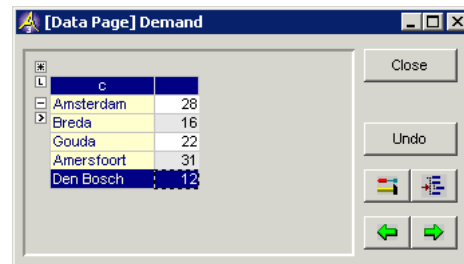 [Data Page] Demand
Close
c
Amsterdam 28
Breda 16
Gouda 22
Amersfoort 31
Den Bosch 12
Undo